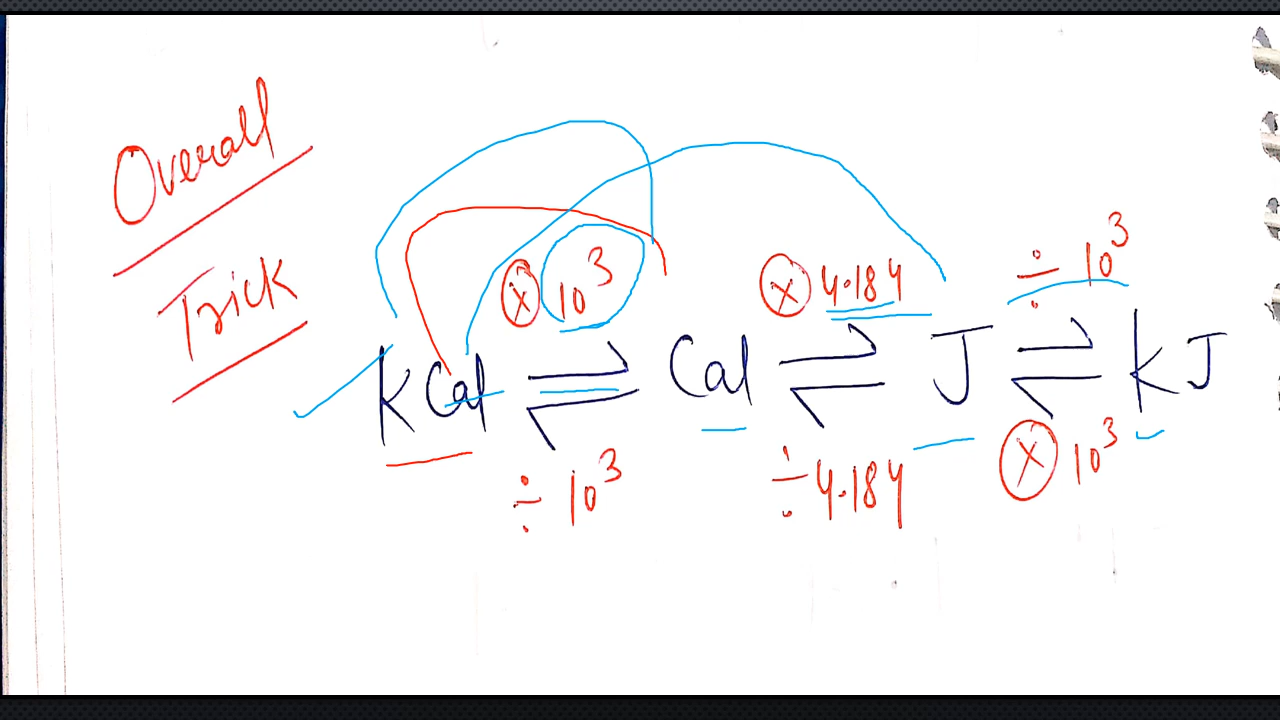 Overall
Trick
× 10³ × 4.184 ÷ 10³
kCal ⇌ Cal ⇌ J ⇌ kJ
÷ 10³ ÷ 4.184 × 10³